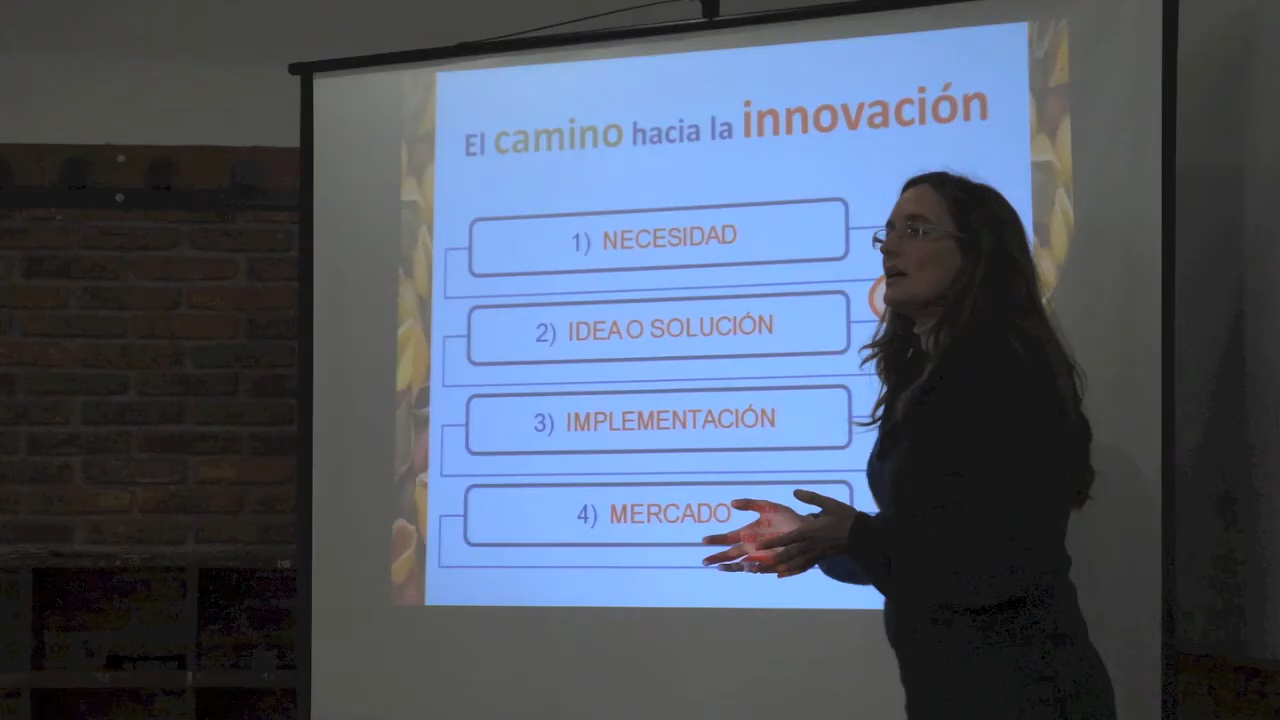 El camino hacia la innovación
1) NECESIDAD
2) IDEA O SOLUCIÓN
3) IMPLEMENTACIÓN
4) MERCADO